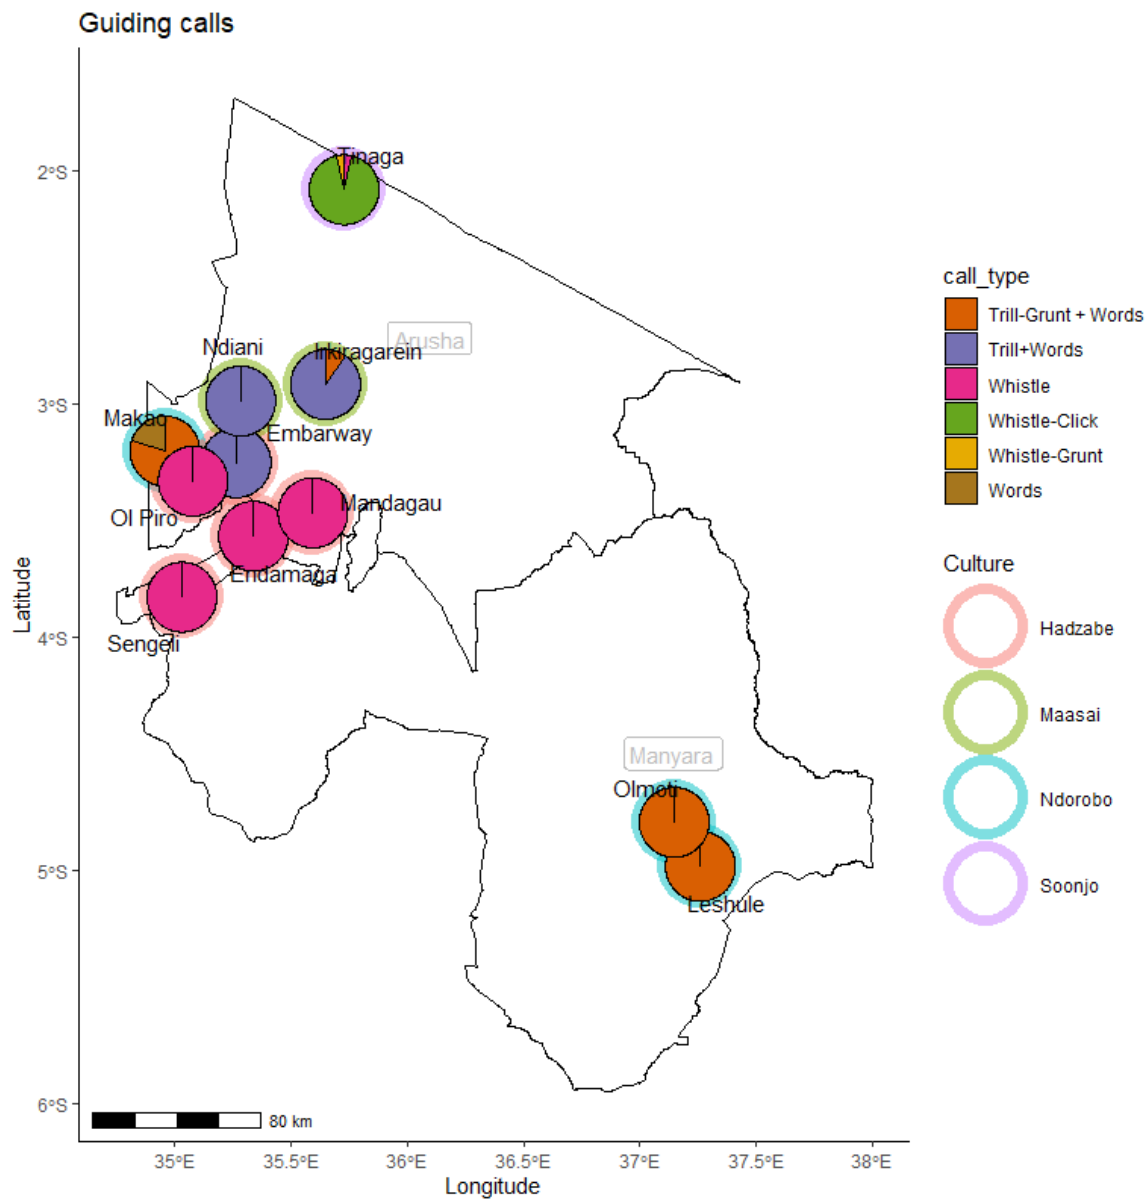 Guiding calls
Tinaga
2°S
Arusha
Ndiani
Irkiragarein
3°S
Makao
Embarway
Mandagau
Ol Piro
Endamaga
Latitude
4°S
Sengeli
Manyara
Olmoti
5°S
Leshule
6°S
80 km
35°E
35.5°E
36°E
36.5°E
37°E
37.5°E
38°E
Longitude
call_type
Trill-Grunt + Words
Trill+Words
Whistle
Whistle-Click
Whistle-Grunt
Words
Culture
Hadzabe
Maasai
Ndorobo
Soonjo